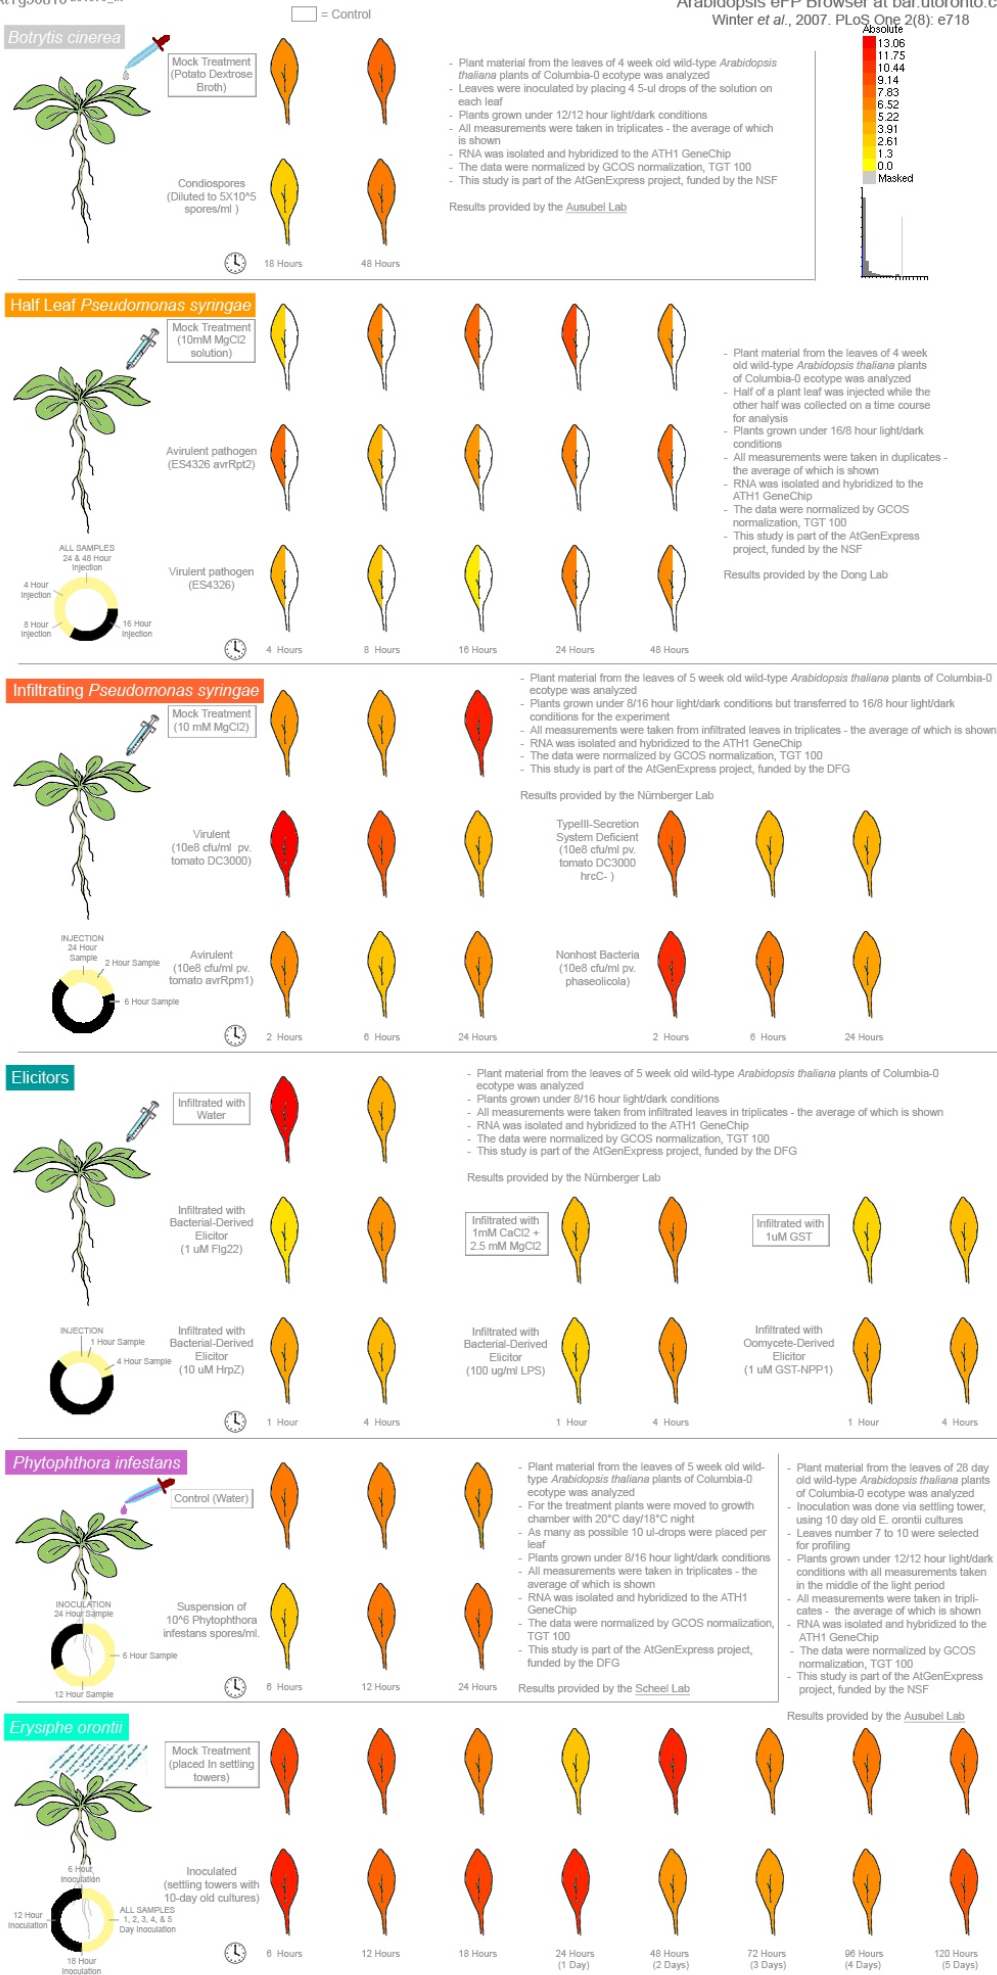 Arabidopsis eFP Browser at bar.utoronto.c
Winter et al., 2007. PLoS One 2(8): e718
= Control
Absolute
13.06
11.75
10.44
9.14
7.83
6.52
5.22
3.91
2.61
1.3
0.0
Masked
Botrytis cinerea
Mock Treatment
(Potato Dextrose
Broth)
- Plant material from the leaves of 4 week old wild-type Arabidopsis
thaliana plants of Columbia-0 ecotype was analyzed
- Leaves were inoculated by placing 4 5-ul drops of the solution on
each leaf
- Plants grown under 12/12 hour light/dark conditions
- All measurements were taken in triplicates - the average of which
is shown
- RNA was isolated and hybridized to the ATH1 GeneChip
- The data were normalized by GCOS normalization, TGT 100
- This study is part of the AtGenExpress project, funded by the NSF
Results provided by the Ausubel Lab
Condiospores
(Diluted to 5X10^5
spores/ml )
18 Hours
48 Hours
Half Leaf Pseudomonas syringae
Mock Treatment
(10mM MgCl2
solution)
Avirulent pathogen
(ES4326 avrRpt2)
Virulent pathogen
(ES4326)
- Plant material from the leaves of 4 week
old wild-type Arabidopsis thaliana plants
of Columbia-0 ecotype was analyzed
- Half of a plant leaf was injected while the
other half was collected on a time course
for analysis
- Plants grown under 16/8 hour light/dark
conditions
- All measurements were taken in duplicates -
the average of which is shown
- RNA was isolated and hybridized to the
ATH1 GeneChip
- The data were normalized by GCOS
normalization, TGT 100
- This study is part of the AtGenExpress
project, funded by the NSF
Results provided by the Dong Lab
ALL SAMPLES
24 & 48 Hour
Injection
4 Hour
Injection
8 Hour
Injection
16 Hour
Injection
4 Hours
8 Hours
16 Hours
24 Hours
48 Hours
Infiltrating Pseudomonas syringae
Mock Treatment
(10 mM MgCl2)
- Plant material from the leaves of 5 week old wild-type Arabidopsis thaliana plants of Columbia-0
ecotype was analyzed
- Plants grown under 8/16 hour light/dark conditions but transferred to 16/8 hour light/dark
conditions for the experiment
- All measurements were taken from infiltrated leaves in triplicates - the average of which is shown
- RNA was isolated and hybridized to the ATH1 GeneChip
- The data were normalized by GCOS normalization, TGT 100
- This study is part of the AtGenExpress project, funded by the DFG
Results provided by the Nürnberger Lab
Virulent
(10e8 cfu/ml pv.
tomato DC3000)
TypeIII-Secretion
System Deficient
(10e8 cfu/ml pv.
tomato DC3000
hrcC- )
Avirulent
(10e8 cfu/ml pv.
tomato avrRpm1)
Nonhost Bacteria
(10e8 cfu/ml pv.
phaseolicola)
INJECTION
24 Hour
Sample
2 Hour Sample
6 Hour Sample
2 Hours
6 Hours
24 Hours
2 Hours
6 Hours
24 Hours
Elicitors
Infiltrated with
Water
- Plant material from the leaves of 5 week old wild-type Arabidopsis thaliana plants of Columbia-0
ecotype was analyzed
- Plants grown under 8/16 hour light/dark conditions
- All measurements were taken from infiltrated leaves in triplicates - the average of which is shown
- RNA was isolated and hybridized to the ATH1 GeneChip
- The data were normalized by GCOS normalization, TGT 100
- This study is part of the AtGenExpress project, funded by the DFG
Results provided by the Nürnberger Lab
Infiltrated with
Bacterial-Derived
Elicitor
(1 uM Flg22)
Infiltrated with
1mM CaCl2 +
2.5 mM MgCl2
Infiltrated with
1uM GST
Infiltrated with
Bacterial-Derived
Elicitor
(10 uM HrpZ)
Infiltrated with
Bacterial-Derived
Elicitor
(100 ug/ml LPS)
Infiltrated with
Oomycete-Derived
Elicitor
(1 uM GST-NPP1)
INJECTION
1 Hour Sample
4 Hour Sample
1 Hour
4 Hours
1 Hour
4 Hours
1 Hour
4 Hours
Phytophthora infestans
Control (Water)
Suspension of
10^6 Phytophthora
infestans spores/ml.
- Plant material from the leaves of 5 week old wild-
type Arabidopsis thaliana plants of Columbia-0
ecotype was analyzed
- For the treatment plants were moved to growth
chamber with 20°C day/18°C night
- As many as possible 10 ul-drops were placed per
leaf
- Plants grown under 8/16 hour light/dark conditions
- All measurements were taken in triplicates - the
average of which is shown
- RNA was isolated and hybridized to the ATH1
GeneChip
- The data were normalized by GCOS normalization,
TGT 100
- This study is part of the AtGenExpress project,
funded by the DFG
Results provided by the Scheel Lab
INOCULATION
24 Hour Sample
6 Hour Sample
12 Hour Sample
6 Hours
12 Hours
24 Hours
- Plant material from the leaves of 28 day
old wild-type Arabidopsis thaliana plants
of Columbia-0 ecotype was analyzed
- Inoculation was done via settling tower,
using 10 day old E. orontii cultures
- Leaves number 7 to 10 were selected
for profiling
- Plants grown under 12/12 hour light/dark
conditions with all measurements taken
in the middle of the light period
- All measurements were taken in tripli-
cates - the average of which is shown
- RNA was isolated and hybridized to the
ATH1 GeneChip
- The data were normalized by GCOS
normalization, TGT 100
- This study is part of the AtGenExpress
project, funded by NSF
Results provided by the Ausubel Lab
Erysiphe orontii
Mock Treatment
(placed In settling
towers)
Inoculated
(settling towers with
10-day old cultures)
6 Hour
Inoculation
12 Hour
Inoculation
ALL SAMPLES
1, 2, 3, 4, & 5
Day Inoculation
18 Hour
Inoculation
6 Hours
12 Hours
18 Hours
24 Hours
(1 Day)
48 Hours
(2 Days)
72 Hours
(3 Days)
96 Hours
(4 Days)
120 Hours
(5 Days)